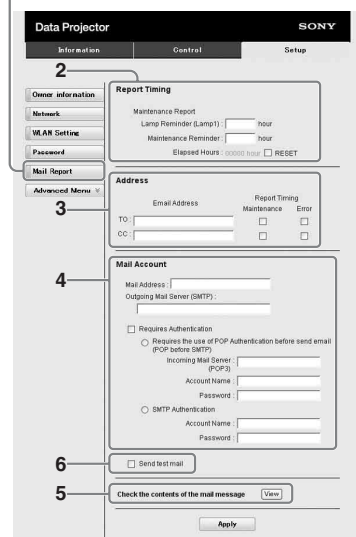 Data Projector
SONY
Information
Control
Setup
2
Owner information
Network
WLAN Setting
Password
Mail Report
Advanced Menu
Report Timing
Maintenance Report
Lamp Reminder (Lamp1) : hour
Maintenance Reminder : hour
Elapsed Hours : 00000 hour RESET
3
Address
Email Address
Report Timing
Maintenance Error
TO :
CC :
4
Mail Account
Mail Address :
Outgoing Mail Server (SMTP) :
Requires Authentication
Requires the use of POP Authentication before send email
(POP before SMTP)
Incoming Mail Server :
(POP3)
Account Name :
Password :
SMTP Authentication
Account Name :
Password :
6
Send test mail
5
Check the contents of the mail message View
Apply